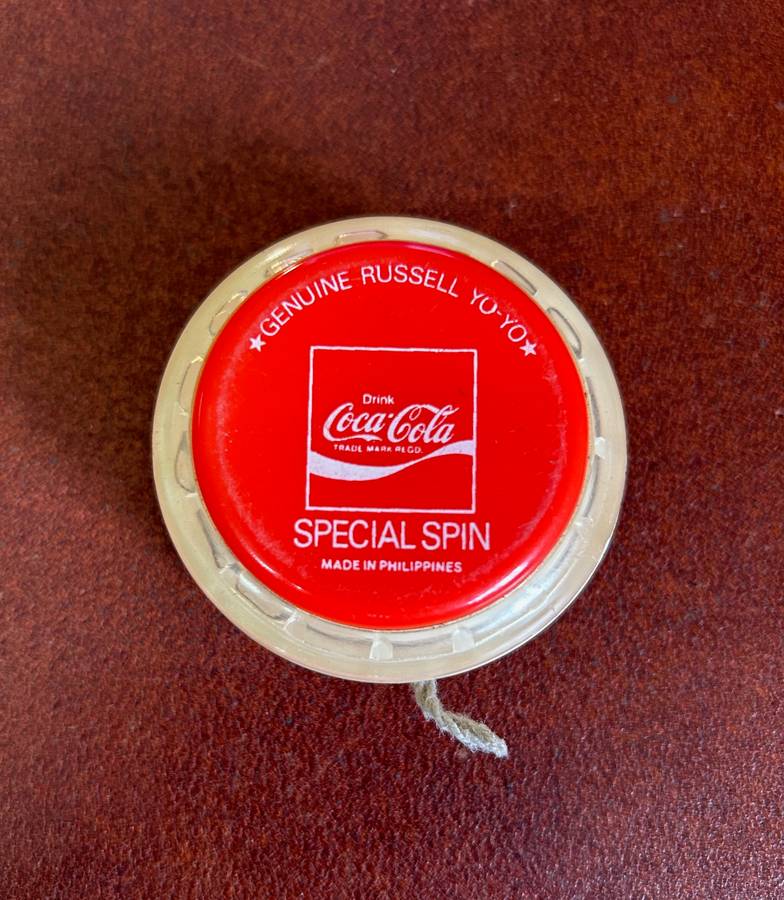 ★GENUINE RUSSELL YO-YO★
Drink
Coca-Cola
TRADE MARK REGD.
SPECIAL SPIN
MADE IN PHILIPPINES